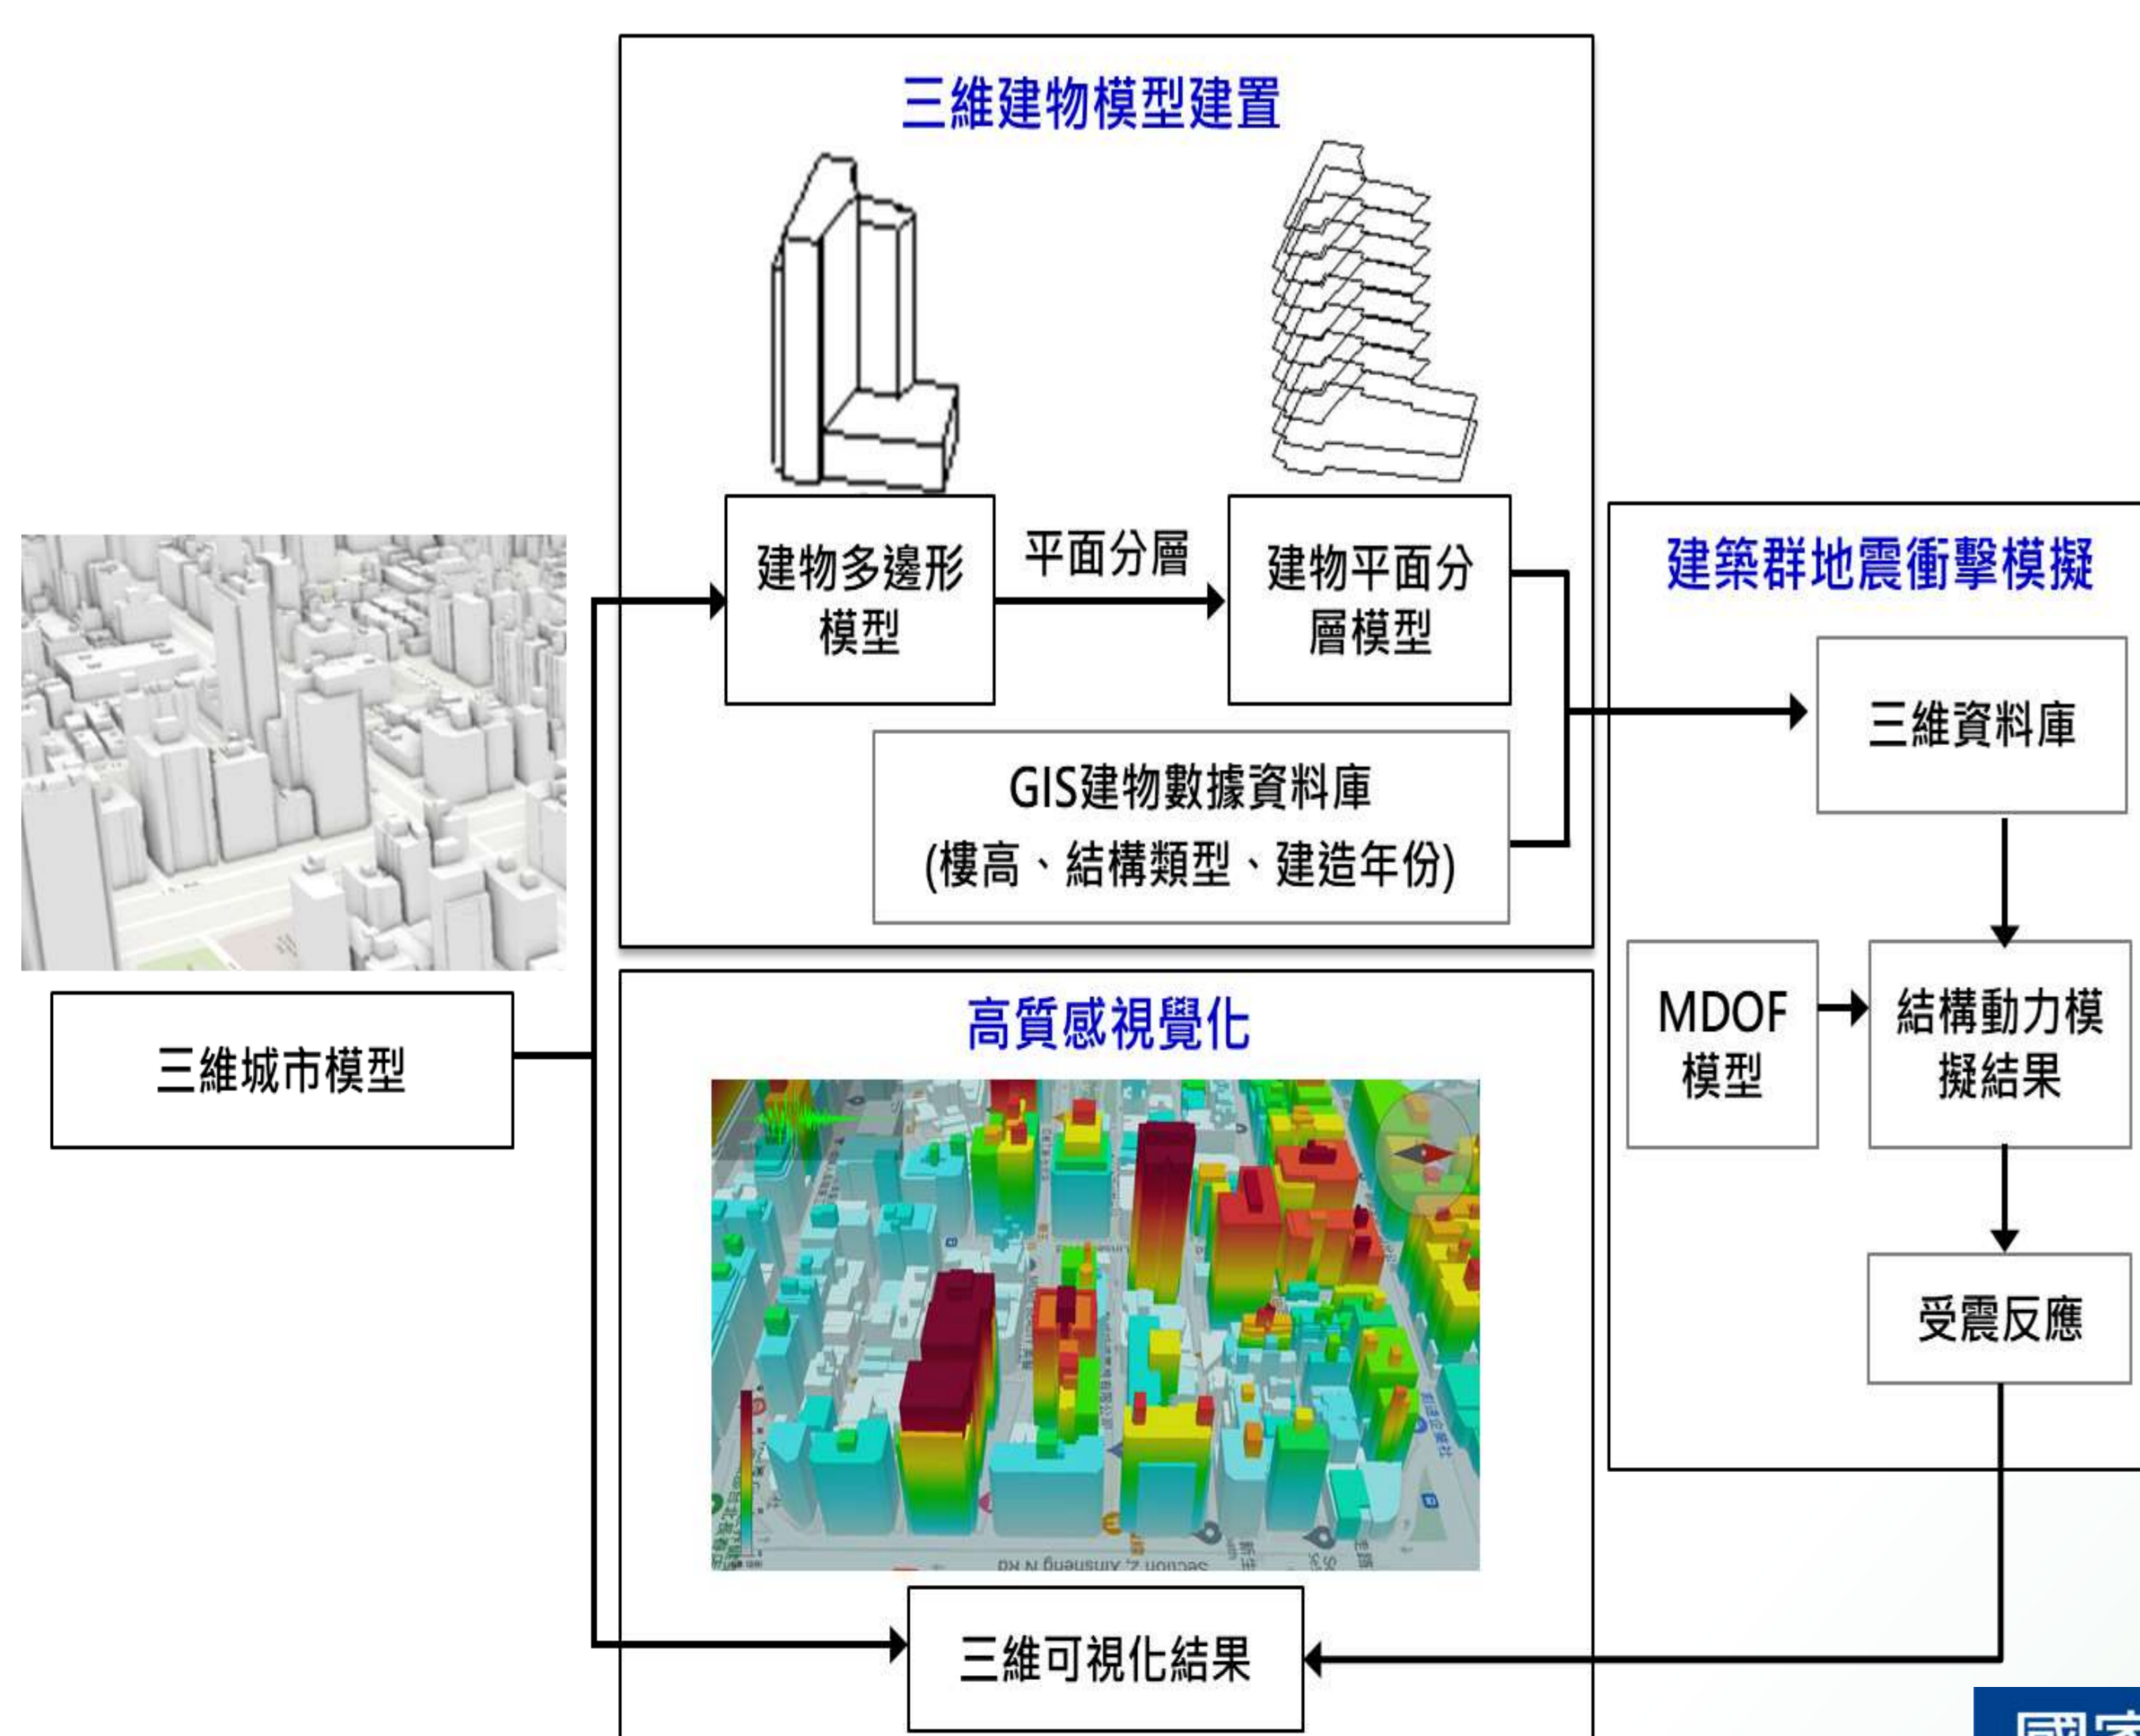 三維建物模型建置
建物多邊形
模型
平面分層
建物平面分
層模型
GIS建物數據資料庫
(樓高、結構類型、建造年份)
三維城市模型
高質感視覺化
Section 2, Xinsheng N Rd
三維可視化結果
建築群地震衝擊模擬
三維資料庫
MDOF
模型
結構動力模
擬結果
受震反應